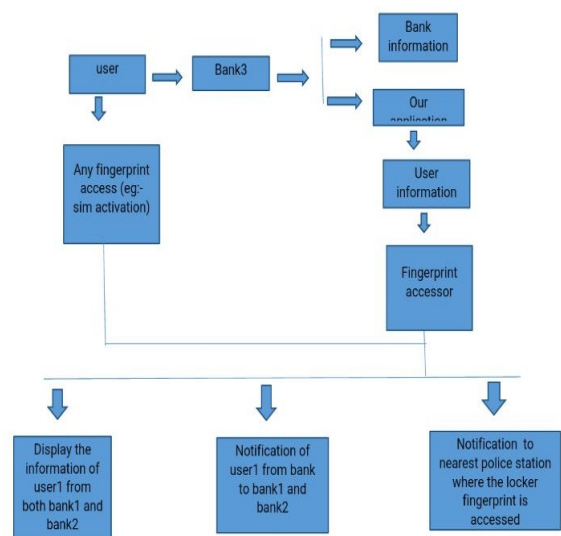 Bank
information
user
Bank3
Our
application
Any fingerprint
access (eg:-
sim activation)
User
information
Fingerprint
accessor
Display the
information of
user1 from
both bank1 and
bank2
Notification of
user1 from bank
to bank1 and
bank2
Notification to
nearest police station
where the locker
fingerprint is
accessed